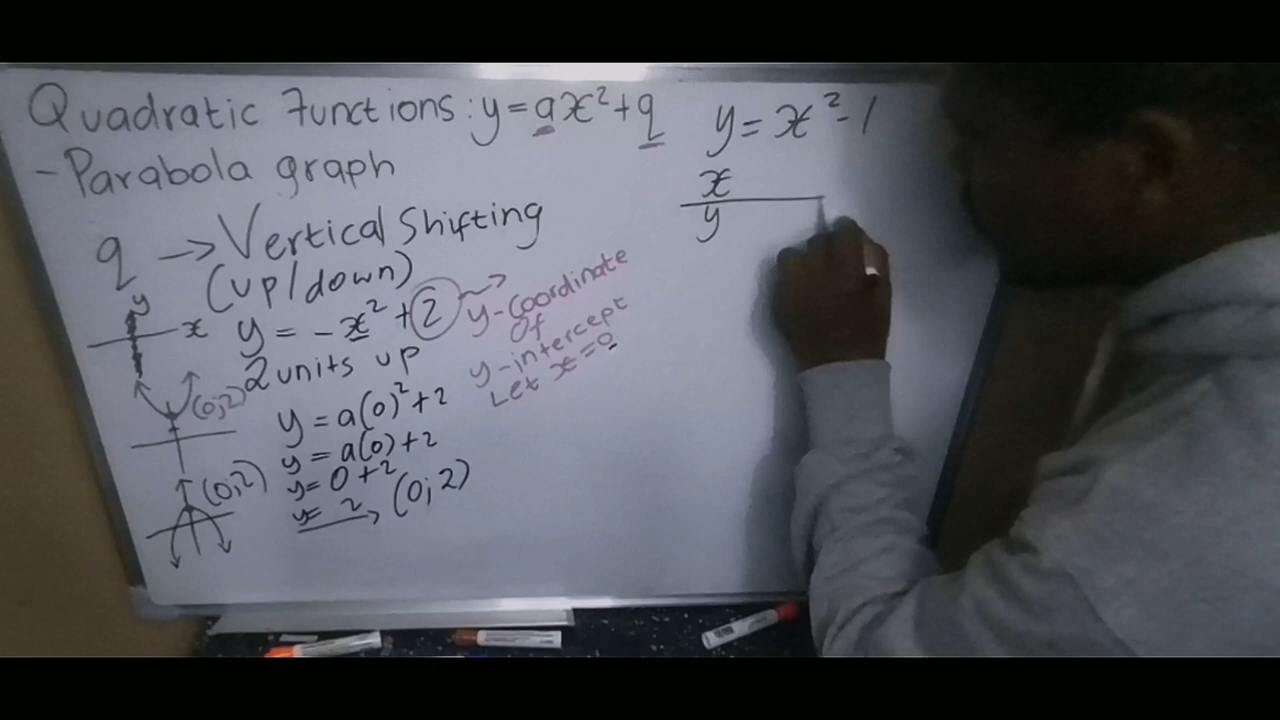 Quadratic Functions: y = ax² + q
- Parabola graph
q → Vertical Shifting
(up/down)
y
x
y = -x² + 2
2 units up
y-coordinate
Of
y-intercept
Let x = 0
(0;2)
y = a(0)² + 2
y = a(0) + 2
y = 0 + 2
y = 2 → (0;2)
(0;2)
y = x² - 1
x
y